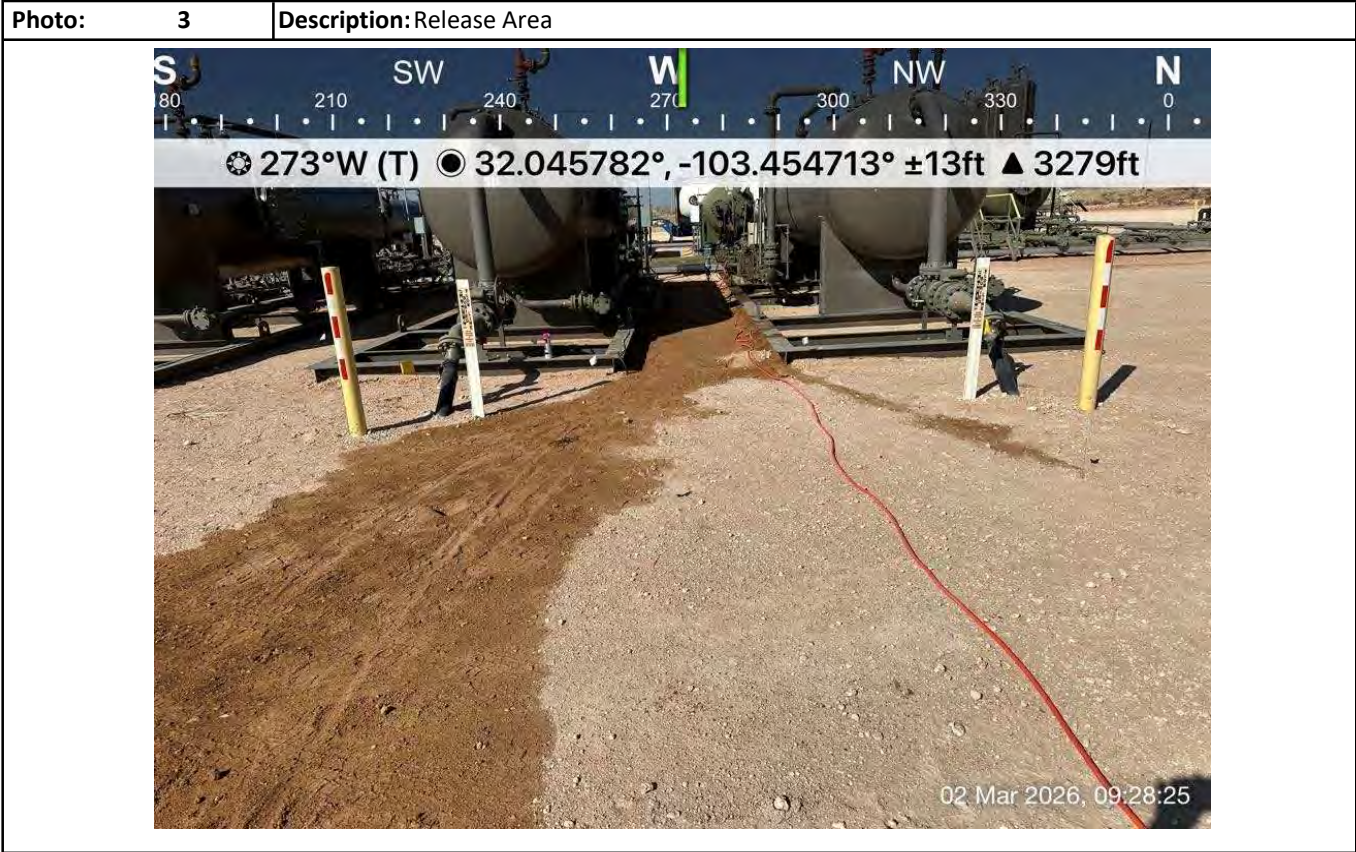 Photo: 3 Description: Release Area
S SW W NW N
180 210 240 270 300 330 0
273°W (T) 32.045782°, -103.454713° ±13ft ▲ 3279ft
02 Mar 2026, 09:28:25